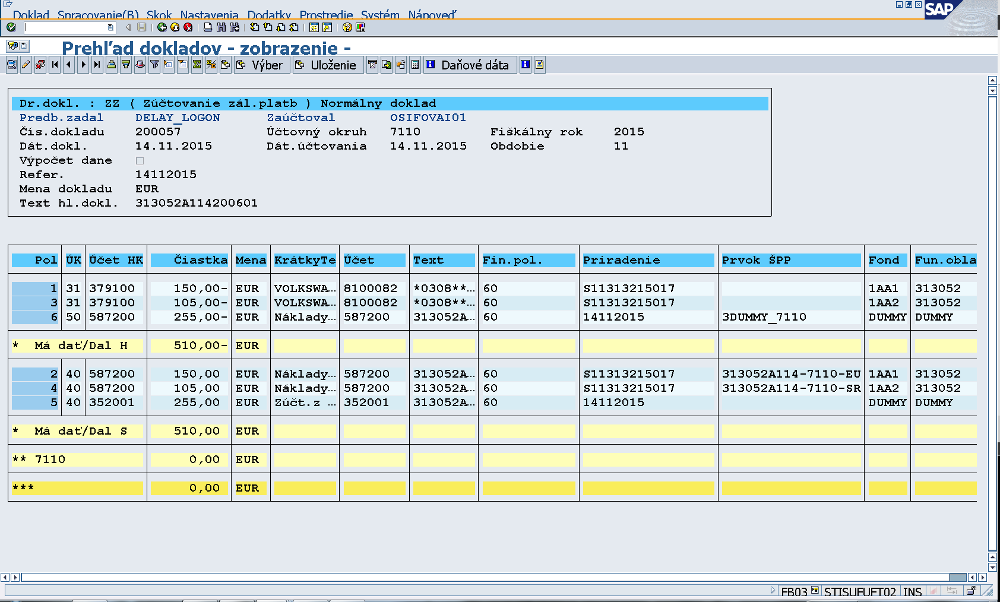 Doklad Spracovanie(B) Skok Nastavenia Dodatky Prostredie Systém Nápoveď
SAP
Prehľad dokladov - zobrazenie -
Výber Uloženie Daňové dáta
Dr.dokl. : ZZ ( Zúčtovanie zál.platb ) Normálny doklad
Predb.zadal DELAY_LOGON Zaúčtoval OSIFOVAI01
Čís.dokladu 200057 Účtovný okruh 7110 Fiškálny rok 2015
Dát.dokl. 14.11.2015 Dát.účtovania 14.11.2015 Obdobie 11
Výpočet dane
Refer. 14112015
Mena dokladu EUR
Text hl.dokl. 313052A114200601
Pol ÚK Účet HK Čiastka Mena KrátkyTe Účet Text Fin.pol. Priradenie Prvok ŠPP Fond Fun.obla
1 31 379100 150,00- EUR VOLKSWA... 8100082 *0308**... 60 S11313215017 1AA1 313052
3 31 379100 105,00- EUR VOLKSWA... 8100082 *0308**... 60 S11313215017 1AA2 313052
6 50 587200 255,00- EUR Náklady... 587200 313052A... 60 14112015 3DUMMY_7110 DUMMY DUMMY
* Má dať/Dal H 510,00- EUR
2 40 587200 150,00 EUR Náklady... 587200 313052A... 60 S11313215017 313052A114-7110-EU 1AA1 313052
4 40 587200 105,00 EUR Náklady... 587200 313052A... 60 S11313215017 313052A114-7110-SR 1AA2 313052
5 40 352001 255,00 EUR Zúčt.z ... 352001 313052A... 60 14112015 DUMMY DUMMY
* Má dať/Dal S 510,00 EUR
** 7110 0,00 EUR
*** 0,00 EUR
FB03 STISUFUFT02 INS